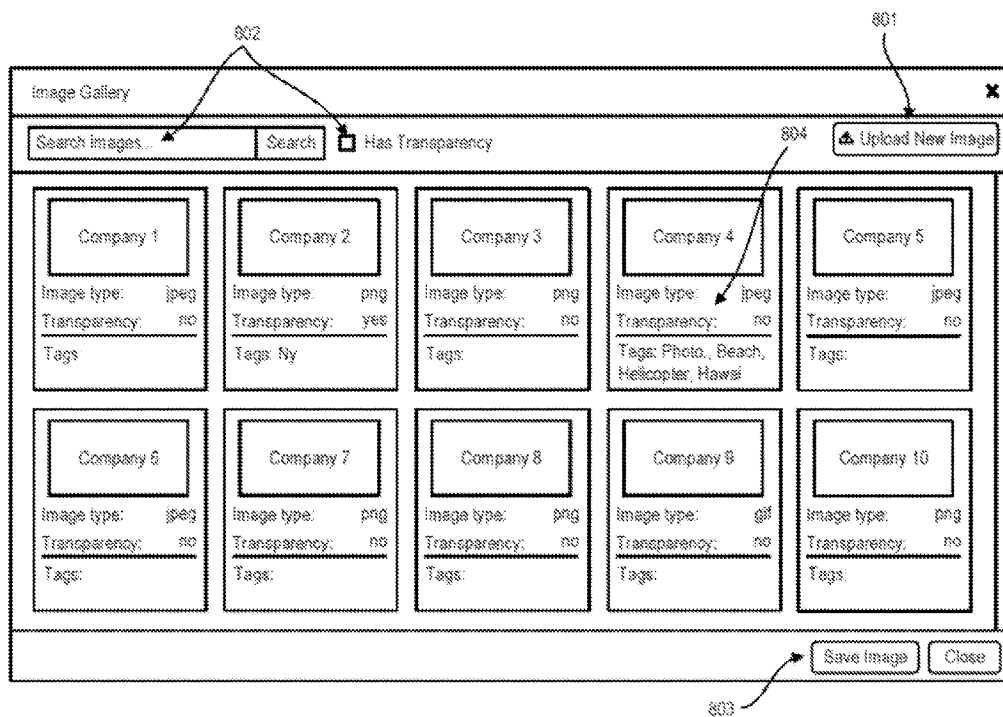 802
801
Image Gallery
Search images... Search Has Transparency
804
Upload New Image
Company 1 Company 2 Company 3 Company 4 Company 5
Image type: jpeg Image type: png Image type: png Image type: jpeg Image type: jpeg
Transparency: no Transparency: yes Transparency: no Transparency: no Transparency: no
Tags: Tags: Ny Tags: Tags: Photo., Beach, Tags:
Helicopter, Hawai
Company 6 Company 7 Company 8 Company 9 Company 10
Image type: jpeg Image type: png Image type: png Image type: gif Image type: png
Transparency: no Transparency: no Transparency: no Transparency: no Transparency: no
Tags: Tags: Tags: Tags: Tags:
Save Image Close
803